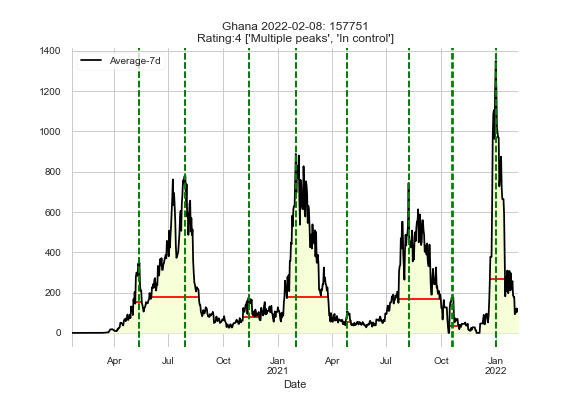 Ghana 2022-02-08: 157751
Rating:4 ['Multiple peaks', 'In control']
Average-7d
1400
1200
1000
800
600
400
200
0
Apr Jul Oct Jan Apr Jul Oct Jan
2021 2022
Date